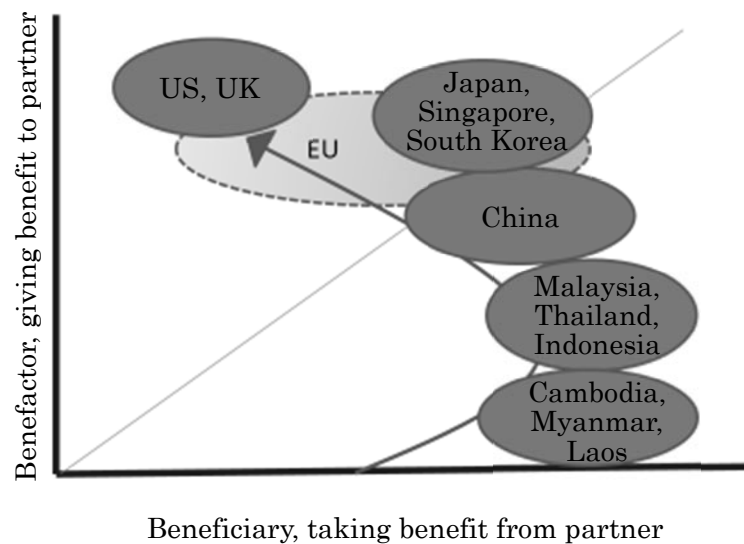 Benefactor, giving benefit to partner
US, UK
EU
Japan,
Singapore,
South Korea
China
Malaysia,
Thailand,
Indonesia
Cambodia,
Myanmar,
Laos
Beneficiary, taking benefit from partner